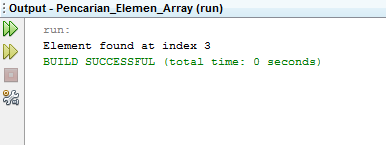 Output - Pencarian_Elemen_Array (run)
run:
Element found at index 3
BUILD SUCCESSFUL (total time: 0 seconds)